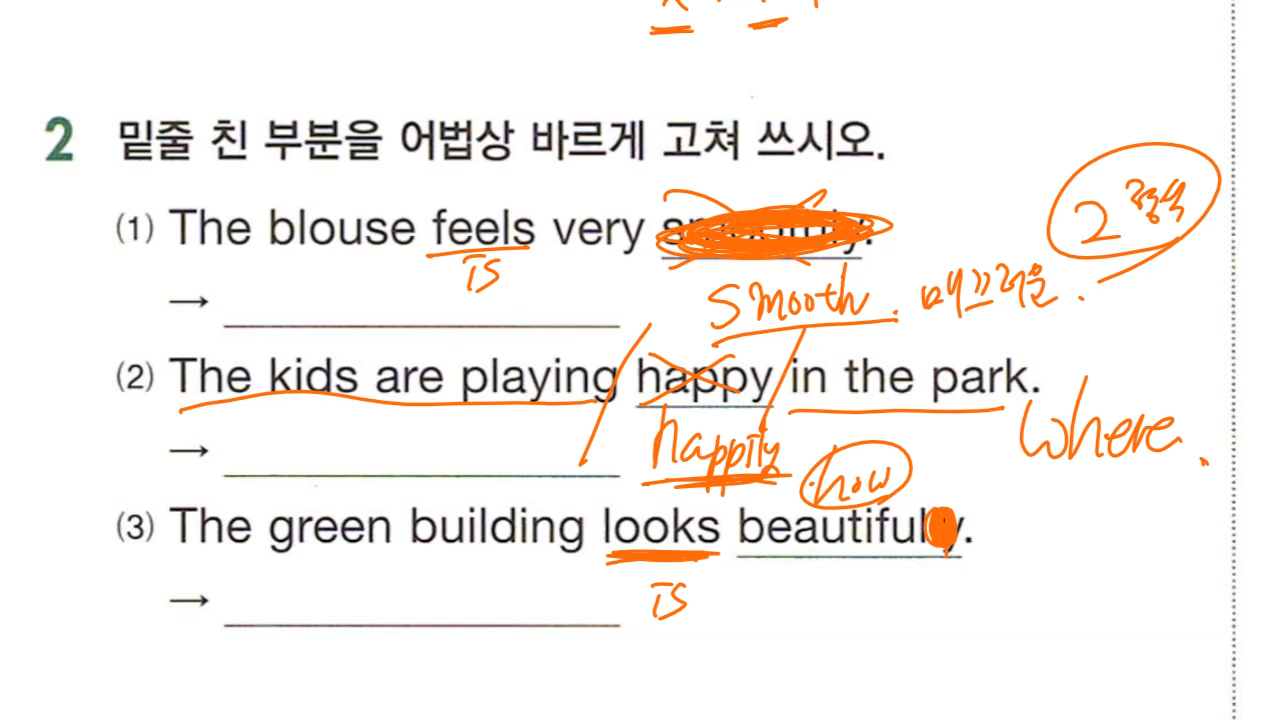 2 밑줄 친 부분을 어법상 바르게 고쳐 쓰시오.
(1) The blouse feels very
is
2 형식
→
smooth. 매끄러운.
(2) The kids are playing happy in the park.
where.
→
happily
how
(3) The green building looks beautifully.
→
is